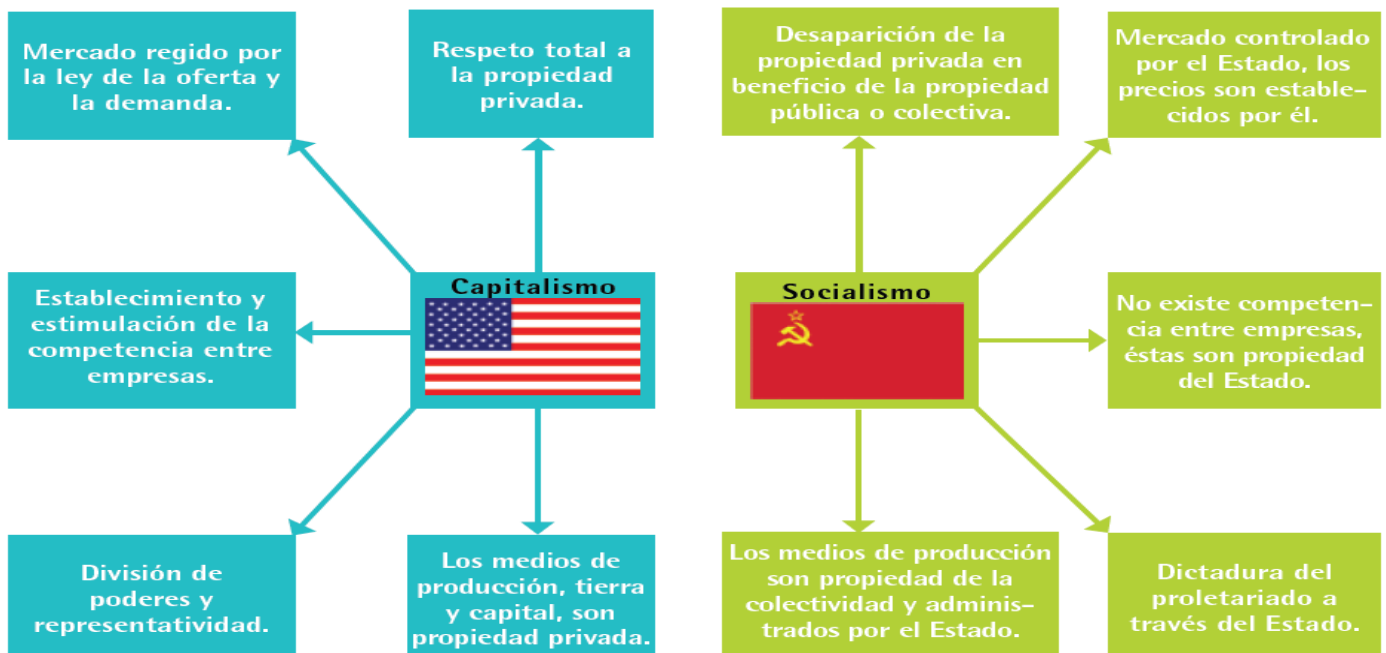 Mercado regido por
la ley de la oferta y
la demanda.
Respeto total a
la propiedad
privada.
Establecimiento y
estimulación de la
competencia entre
empresas.
Capitalismo
División de
poderes y
representatividad.
Los medios de
producción, tierra
y capital, son
propiedad privada.
Desaparición de la
propiedad privada en
beneficio de la propiedad
pública o colectiva.
Mercado controlado
por el Estado, los
precios son estable-
cidos por él.
Socialismo
No existe competen-
cia entre empresas,
éstas son propiedad
del Estado.
Los medios de producción
son propiedad de la
colectividad y adminis-
trados por el Estado.
Dictadura del
proletariado a
través del Estado.